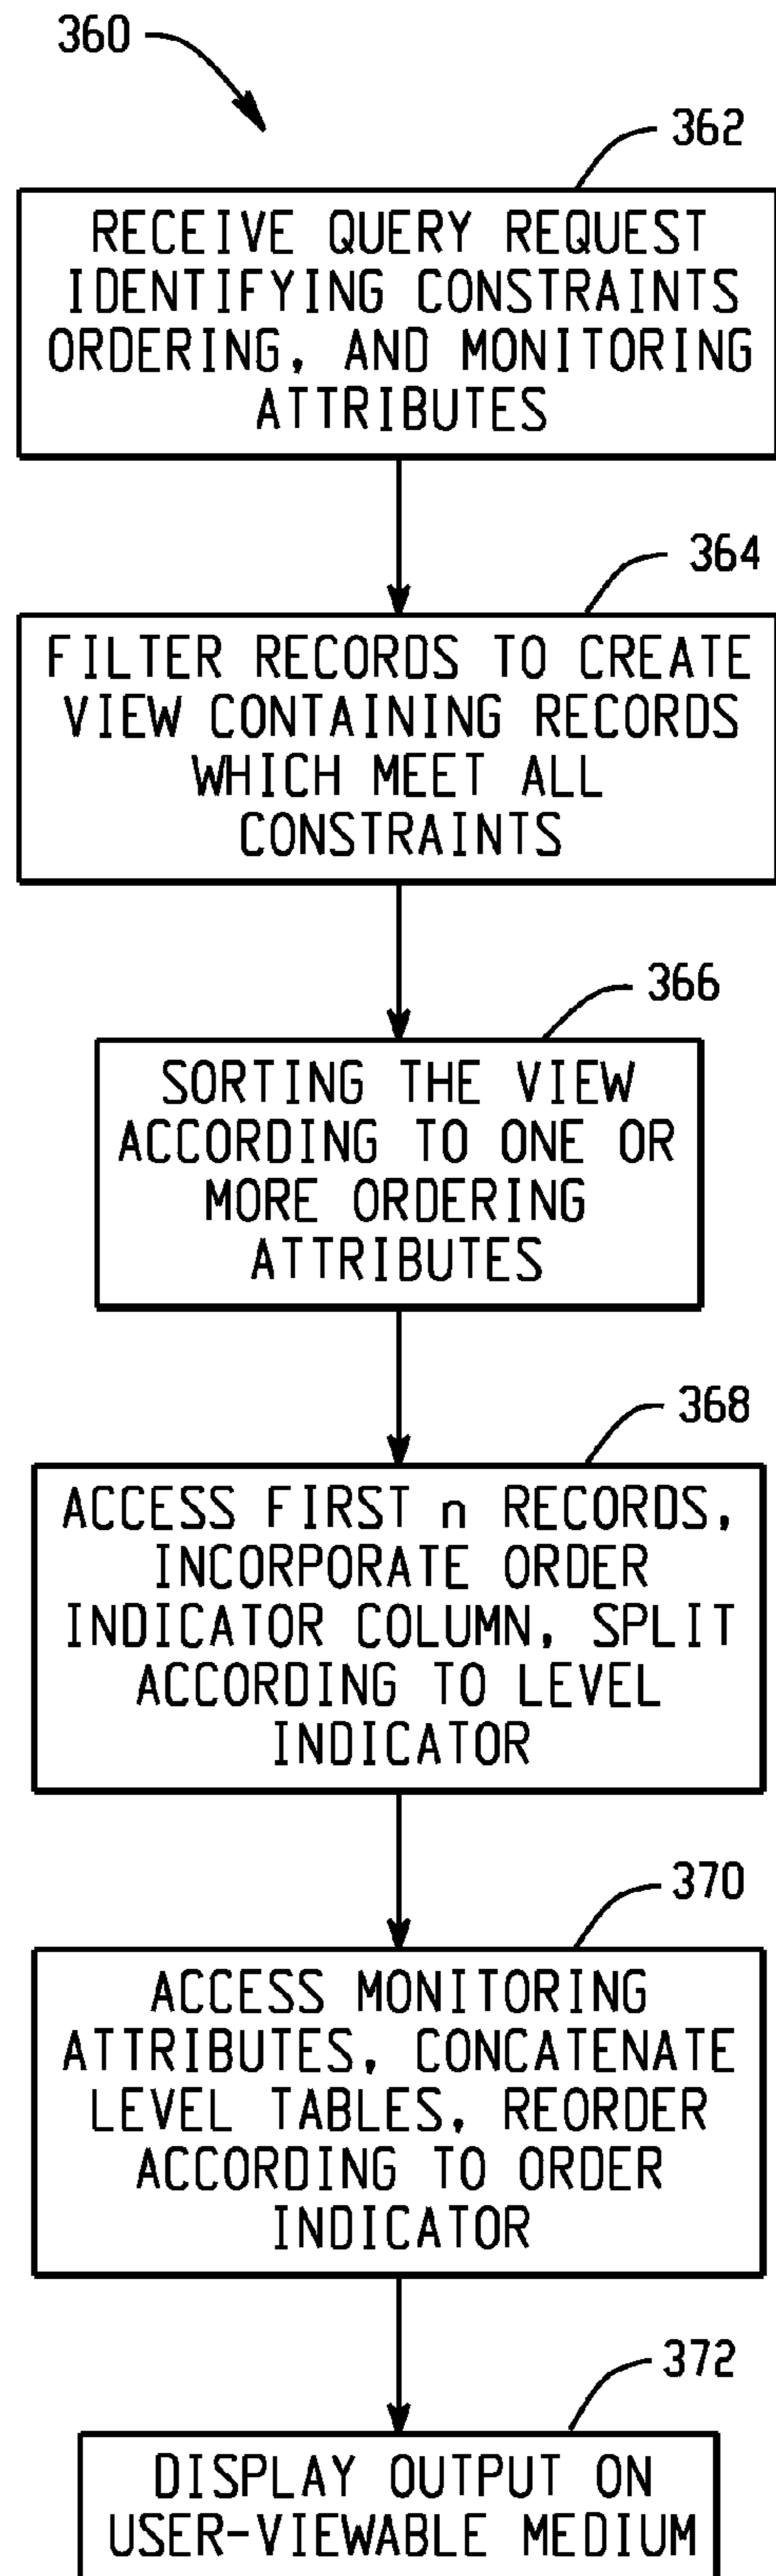 360
362
RECEIVE QUERY REQUEST
IDENTIFYING CONSTRAINTS
ORDERING, AND MONITORING
ATTRIBUTES
364
FILTER RECORDS TO CREATE
VIEW CONTAINING RECORDS
WHICH MEET ALL
CONSTRAINTS
366
SORTING THE VIEW
ACCORDING TO ONE OR
MORE ORDERING
ATTRIBUTES
368
ACCESS FIRST n RECORDS,
INCORPORATE ORDER
INDICATOR COLUMN, SPLIT
ACCORDING TO LEVEL
INDICATOR
370
ACCESS MONITORING
ATTRIBUTES, CONCATENATE
LEVEL TABLES, REORDER
ACCORDING TO ORDER
INDICATOR
372
DISPLAY OUTPUT ON
USER-VIEWABLE MEDIUM